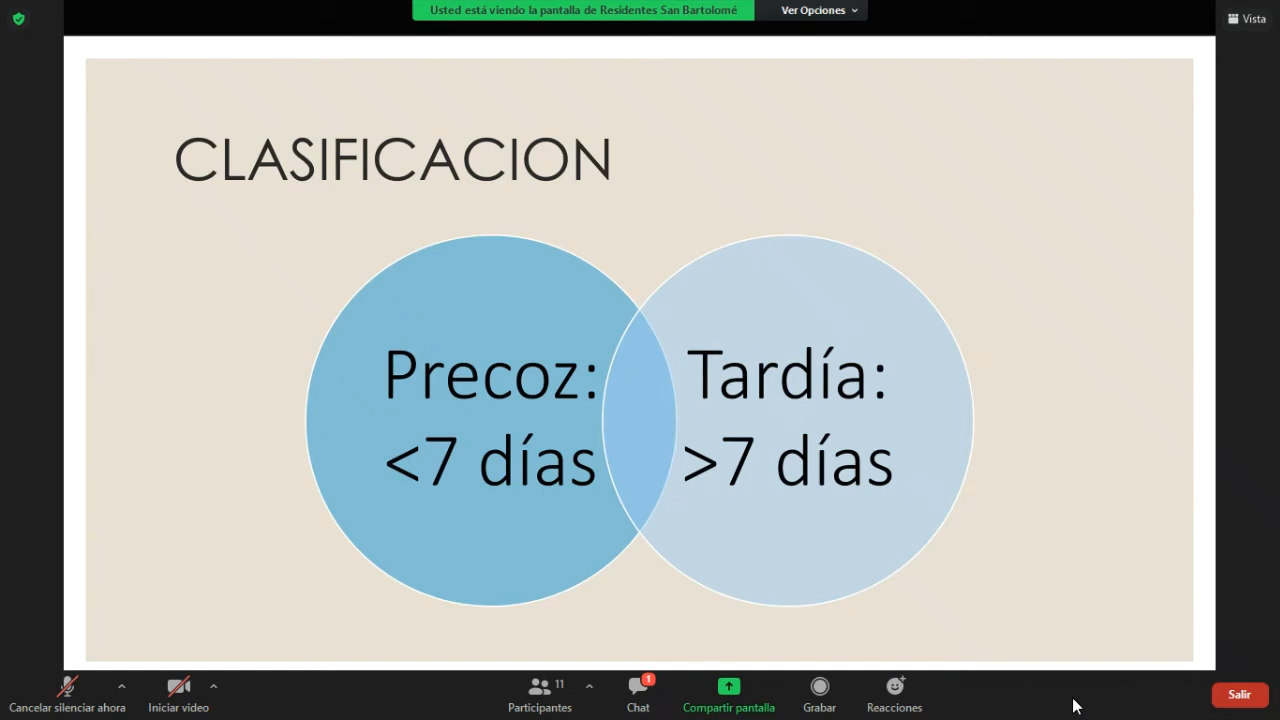 Usted está viendo la pantalla de Residentes San Bartolomé
Ver Opciones
Vista
CLASIFICACION
Precoz:
<7 días
Tardía:
>7 días
Cancelar silenciar ahora
Iniciar video
11
Participantes
1
Chat
Compartir pantalla
Grabar
Reacciones
Salir